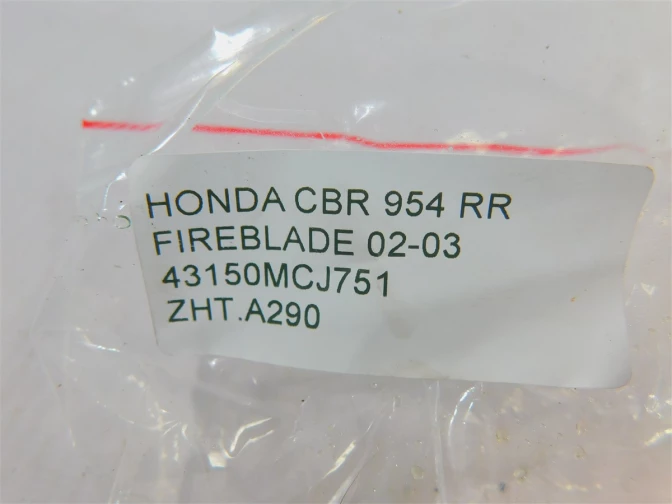 HONDA CBR 954 RR
FIREBLADE 02-03
43150MCJ751
ZHT.A290